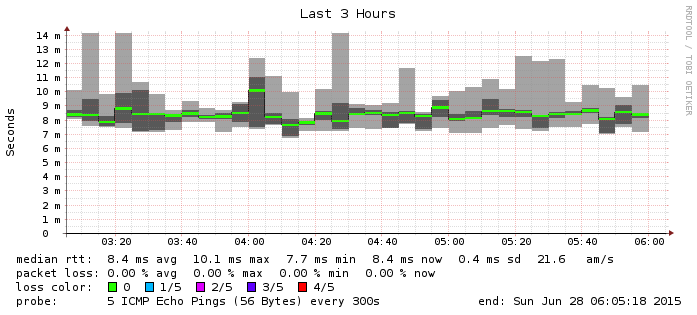 Last 3 Hours
RRDTOOL / TOBI OETIKER
Seconds
14 m
13 m
12 m
11 m
10 m
9 m
8 m
7 m
6 m
5 m
4 m
3 m
2 m
1 m
0
03:20 03:40 04:00 04:20 04:40 05:00 05:20 05:40 06:00
median rtt: 8.4 ms avg 10.1 ms max 7.7 ms min 8.4 ms now 0.4 ms sd 21.6 am/s
packet loss: 0.00 % avg 0.00 % max 0.00 % min 0.00 % now
loss color: 0 1/5 2/5 3/5 4/5
probe: 5 ICMP Echo Pings (56 Bytes) every 300s end: Sun Jun 28 06:05:18 2015